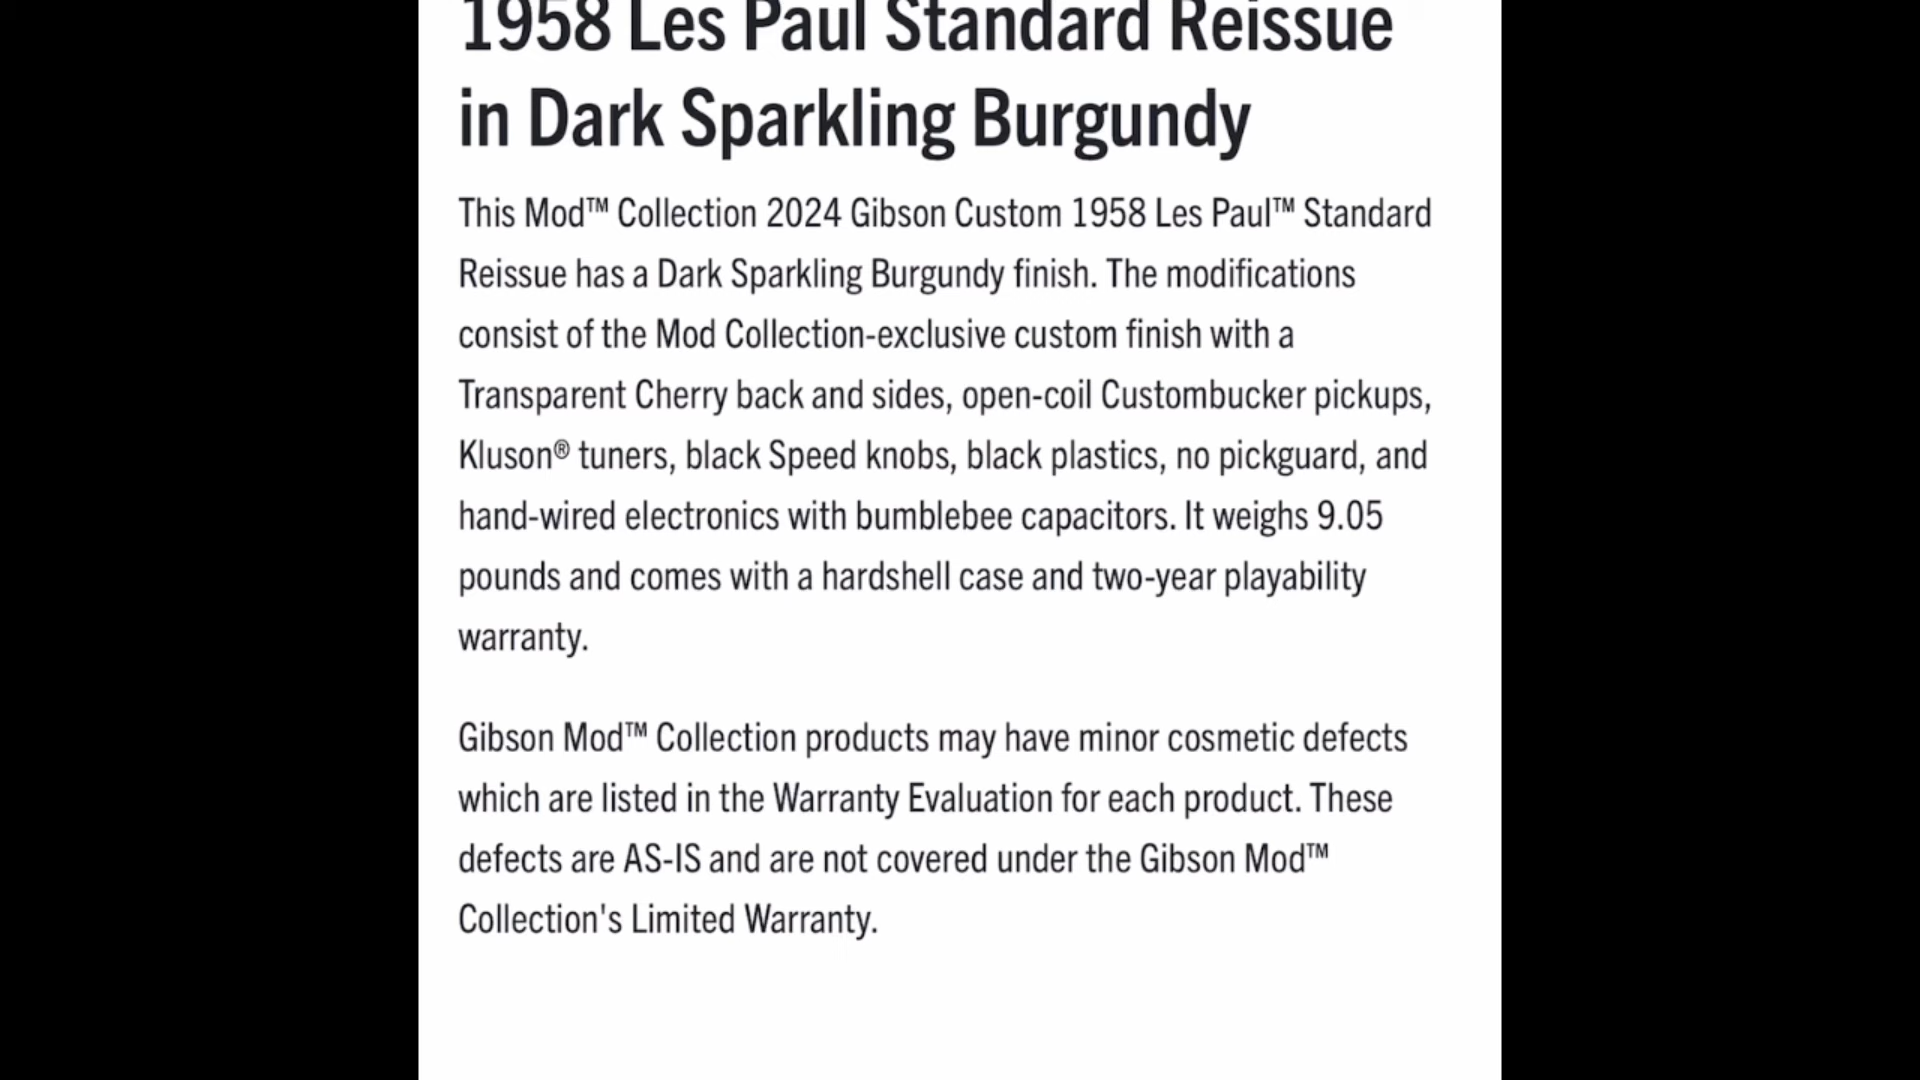 1958 Les Paul Standard Reissue
in Dark Sparkling Burgundy
This Mod™ Collection 2024 Gibson Custom 1958 Les Paul™ Standard
Reissue has a Dark Sparkling Burgundy finish. The modifications
consist of the Mod Collection-exclusive custom finish with a
Transparent Cherry back and sides, open-coil Custombucker pickups,
Kluson® tuners, black Speed knobs, black plastics, no pickguard, and
hand-wired electronics with bumblebee capacitors. It weighs 9.05
pounds and comes with a hardshell case and two-year playability
warranty.
Gibson Mod™ Collection products may have minor cosmetic defects
which are listed in the Warranty Evaluation for each product. These
defects are AS-IS and are not covered under the Gibson Mod™
Collection's Limited Warranty.